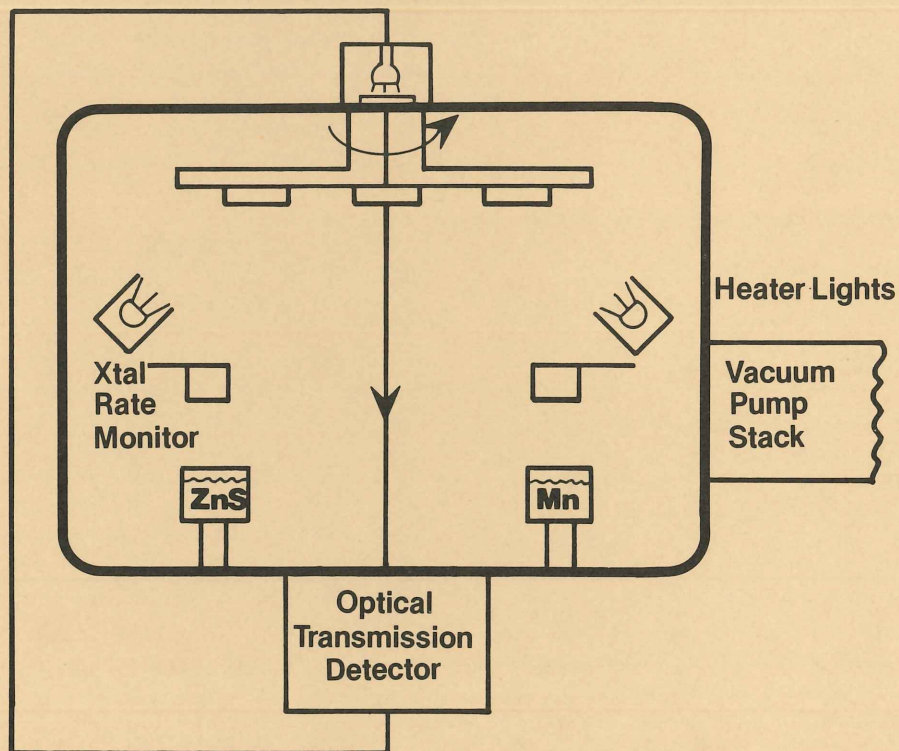 Heater Lights
Xtal
Rate
Monitor
Vacuum
Pump
Stack
ZnS
Mn
Optical
Transmission
Detector